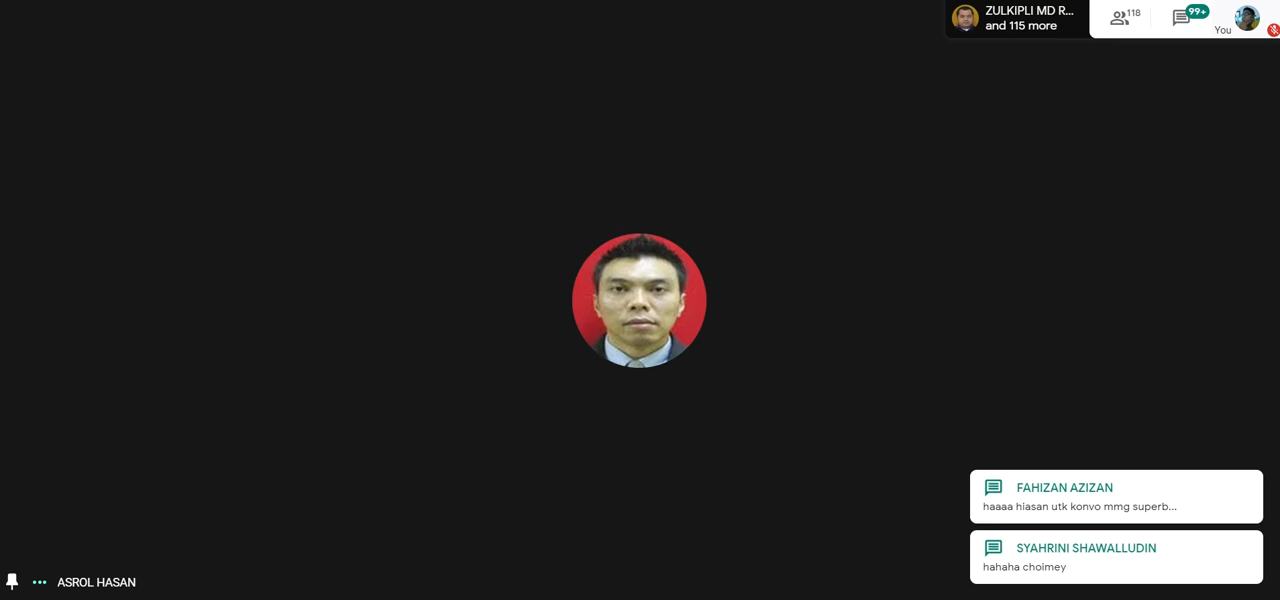 ZULKIPLI MD R...
and 115 more
118
99+
You
FAHIZAN AZIZAN
haaaa hiasan utk konvo mmg superb...
SYAHRINI SHAWALLUDIN
hahaha choimey
ASROL HASAN